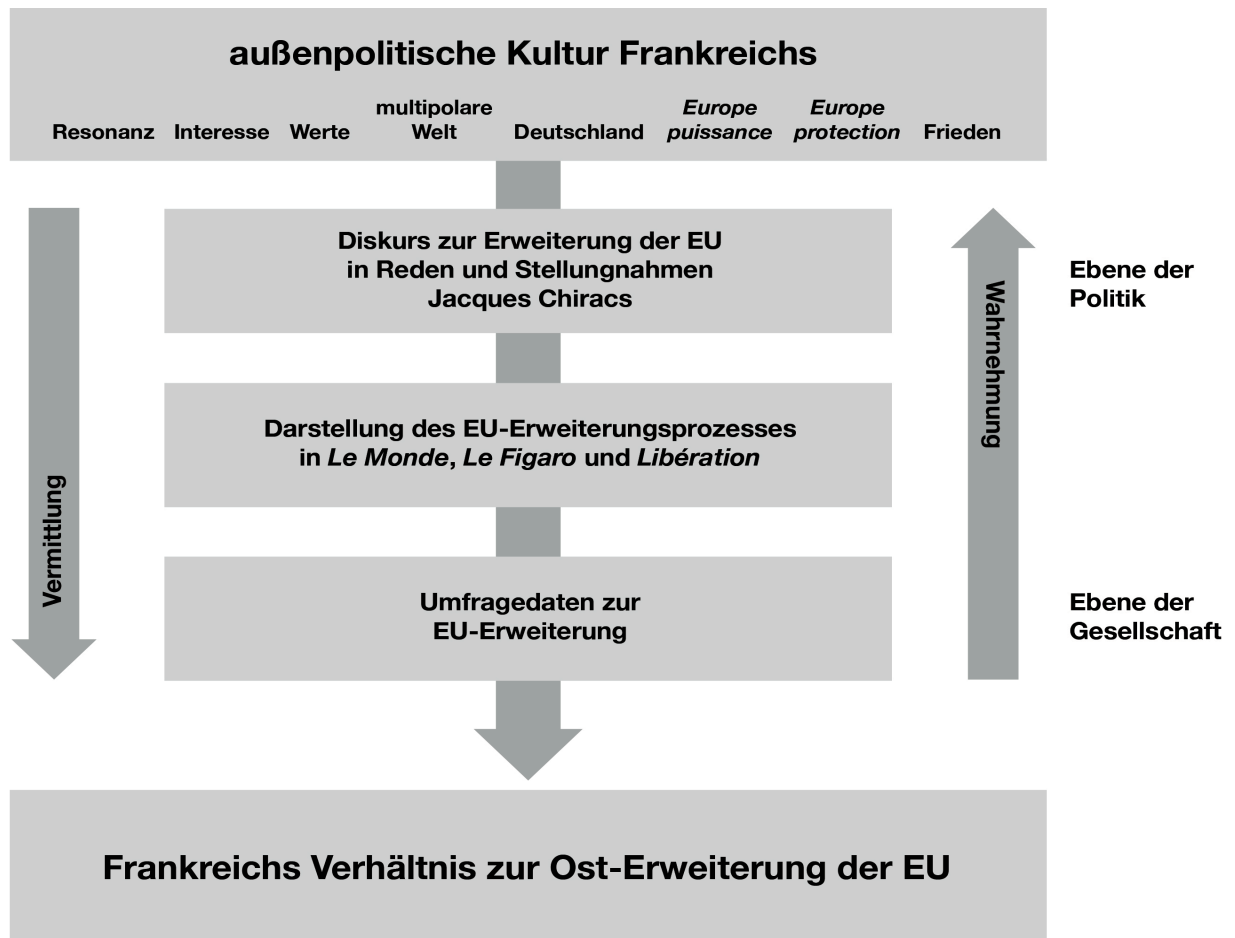 außenpolitische Kultur Frankreichs
Resonanz Interesse Werte multipolare Welt Deutschland Europe puissance Europe protection Frieden
Diskurs zur Erweiterung der EU
in Reden und Stellungnahmen
Jacques Chiracs
Ebene der
Politik
Wahrnehmung
Darstellung des EU-Erweiterungsprozesses
in Le Monde, Le Figaro und Libération
Vermittlung
Umfragedaten zur
EU-Erweiterung
Ebene der
Gesellschaft
Frankreichs Verhältnis zur Ost-Erweiterung der EU